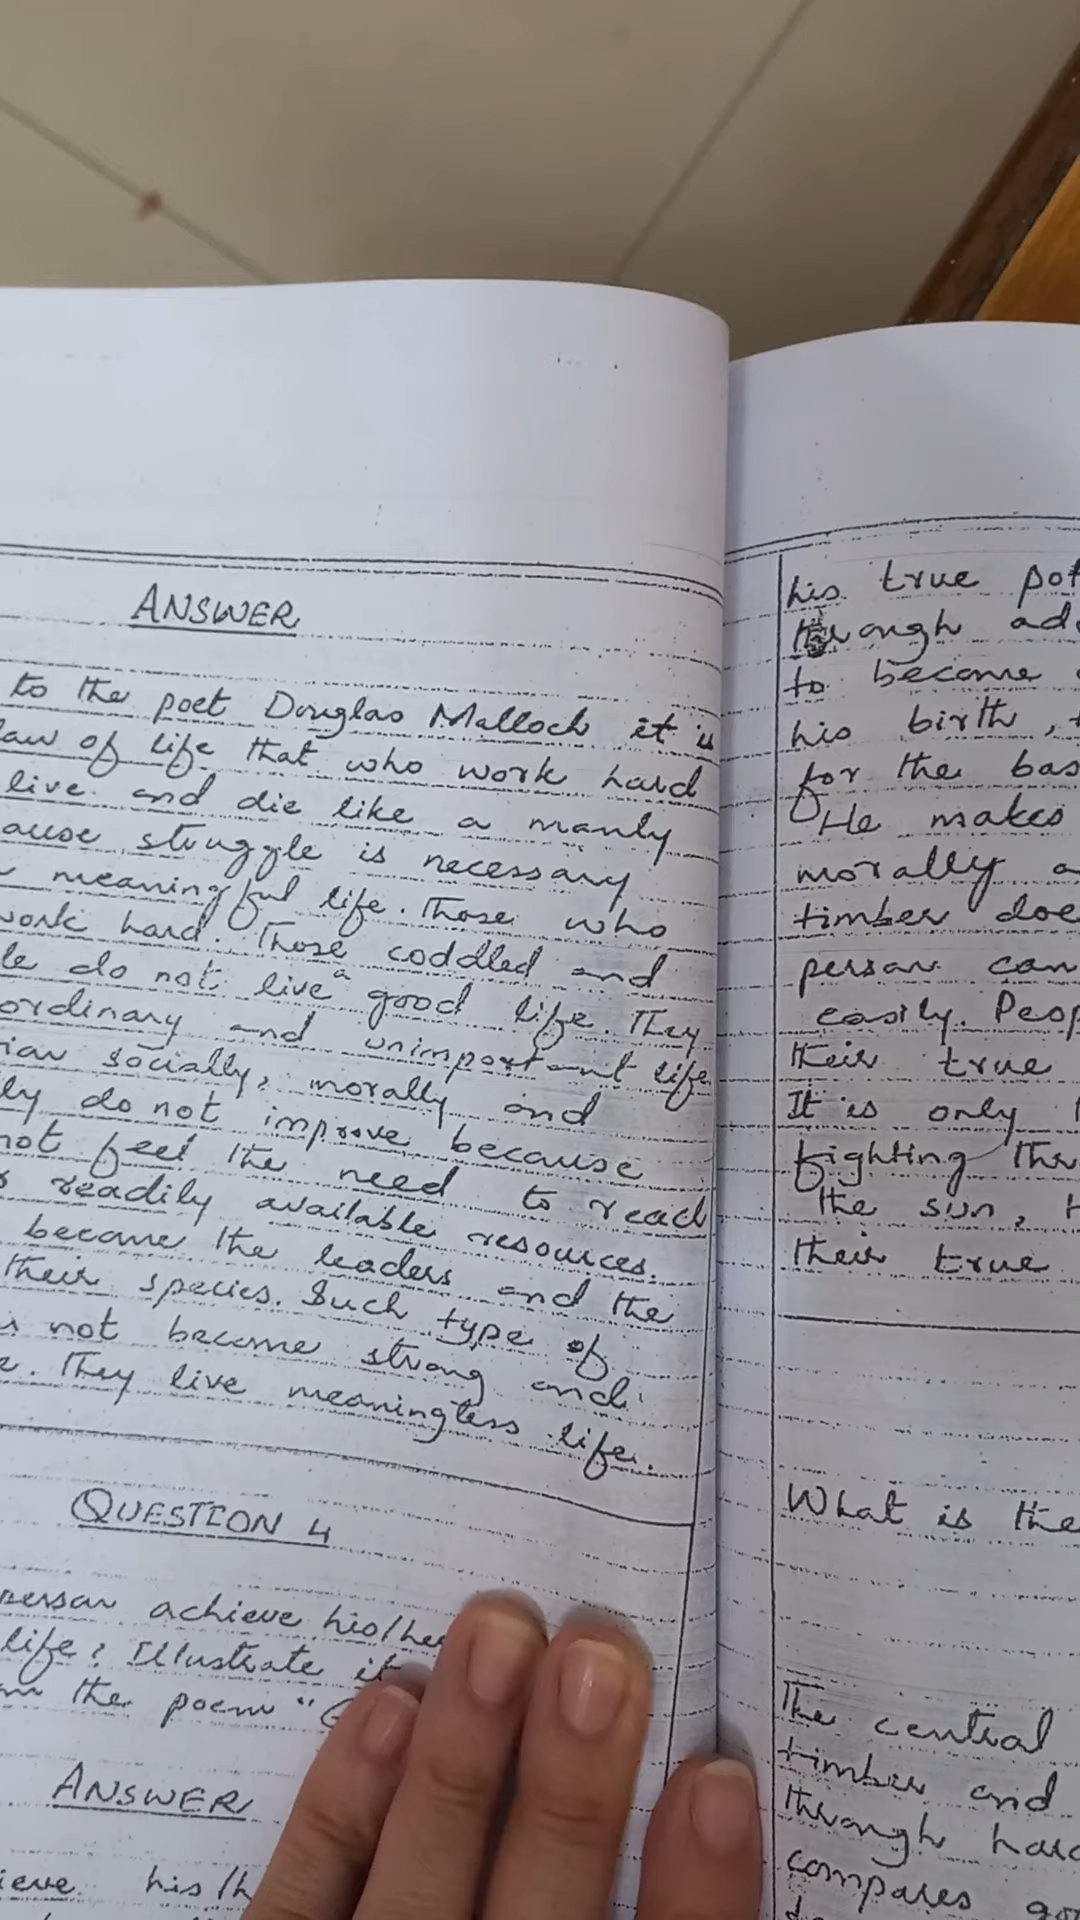 ANSWER
to the poet Douglas Malloch it is
law of life that who work hard
live and die like a manly
ause struggle is necessary
meaningful life. Those who
work hard. Those coddled and
le do not live a good life. They
ordinary and unimportant life
socially, morally and
ly do not improve because
not feel the need to reach
readily available resources.
became the leaders and the
their species. Such type of
not become strong and
They live meaningless life.
QUESTION 4
person achieve his/he
life? Illustrate it
the poem "G
ANSWER
ieve his/h
his true pot
through ad
to become
his birth,
for the bas
He makes
morally a
timber doe
person can
easily. Peop
their true
It is only
fighting thr
the sun, H
their true
What is the
The central
timber and
through hard
compares go